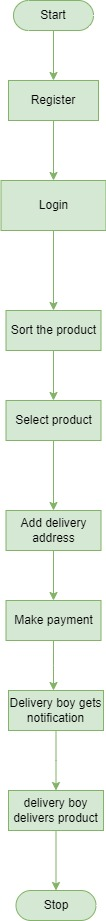 Start
Register
Login
Sort the product
Select product
Add delivery
address
Make payment
Delivery boy gets
notification
delivery boy
delivers product
Stop